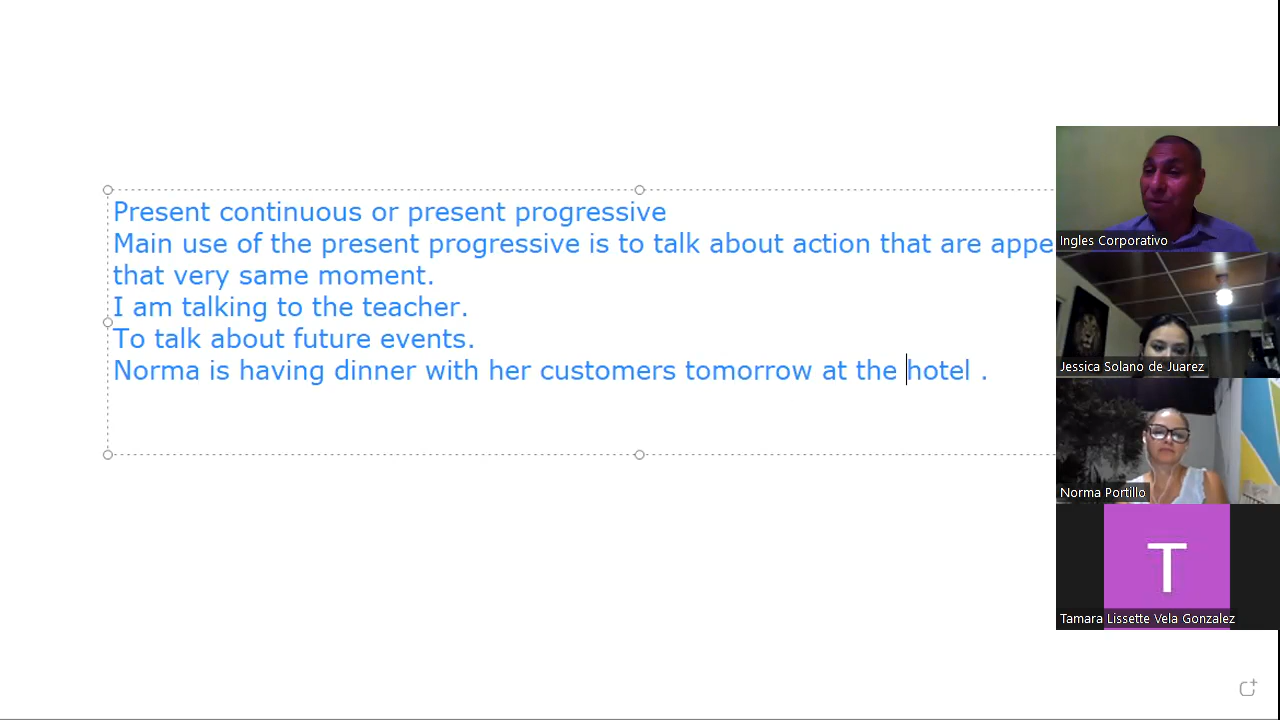 Present continuous or present progressive
Main use of the present progressive is to talk about action that are appe
that very same moment.
I am talking to the teacher.
To talk about future events.
Norma is having dinner with her customers tomorrow at the hotel .
Ingles Corporativo
Jessica Solano de Juarez
Norma Portillo
T
Tamara Lissette Vela Gonzalez